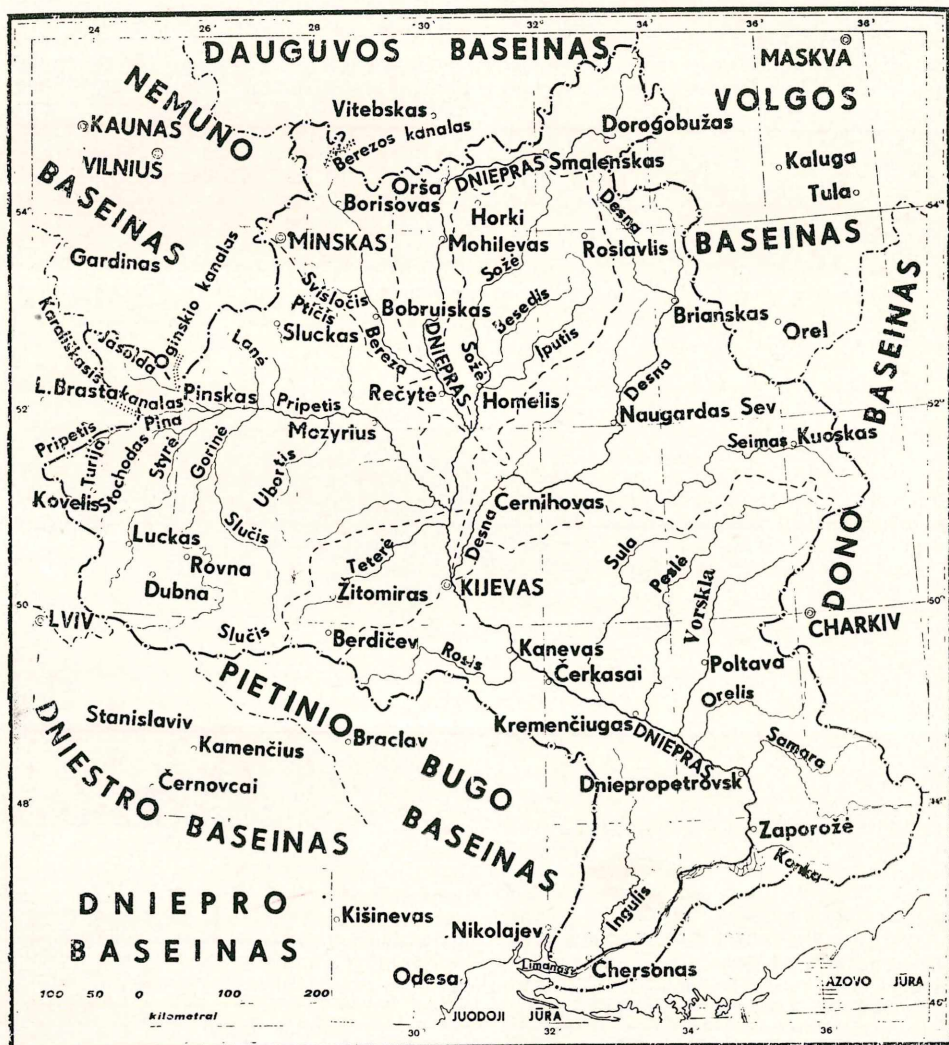 24 26 28 30 32 34 36 38
DAUGUVOS BASEINAS
MASKVA
NEMUNO
VOLGOS
Vitebskas
KAUNAS
Berezos kanalas
Dorogobužas
VILNIUS
Kaluga
DNIEPRAS Smalenskas
Orša
Tula
BASEINAS
Borisovas
Desna
54 54
Horki
MINSKAS
Mohilevas
Roslavlis
BASEINAS
Gardinas
Sožė
Oginskio kanalas
Svisločis
Ptičis
Bobruiskas
Besedis
Brianskas
Orel
Karališkasis
Jasolda
Sluckas
DNIEPRAS
Iputis
BASEINAS
Lanė
Bereza
Sožė
L.Brasta kanalas
Pinskas
Rečytė
Homelis
Desna
52 52
Pripetis
Naugardas Sev
Pripetis
Pina
Mozyrius
Seimas
Kuoskas
Turija
Stochodas
Styrė
Gorinė
Ubortis
Kovelis
Černihovas
Luckas
Slučis
Desna
Sula
DONO
Rovna
Teterė
Peslė
Dubna
Žitomiras
KIJEVAS
Vorskla
50 50
LVIV
CHARKIV
Slučis
Berdičev
Kanevas
Rosis
Poltava
Čerkasai
PIETINIO
Orelis
DNIESTRO BASEINAS
Stanislaviv
Kremenčiugas
DNIEPRAS
Braclav
Samara
Kamenčius
BUGO
Černovcai
Dniepropetrovsk
48
BASEINAS
Zaporožė
Konka
DNIEPRO
BASEINAS
Ingulis
Kišinevas
Nikolajev
Limanas
Chersonas
Odesa
100 50 0 100 200
AZOVO JŪRA
kilometrai
JUODOJI JŪRA
30 32 34 36